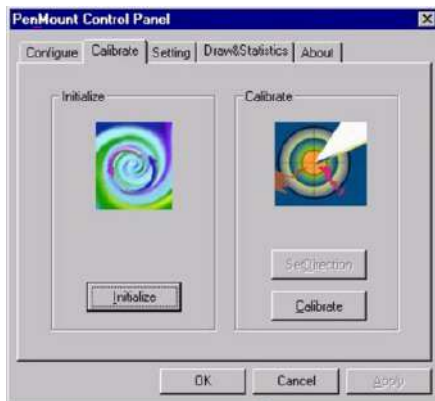 PenMount Control Panel
Configure Calibrate Setting Draw&Statistics About
Initialize Calibrate
SetDirection
Initialize
Calibrate
OK Cancel Apply